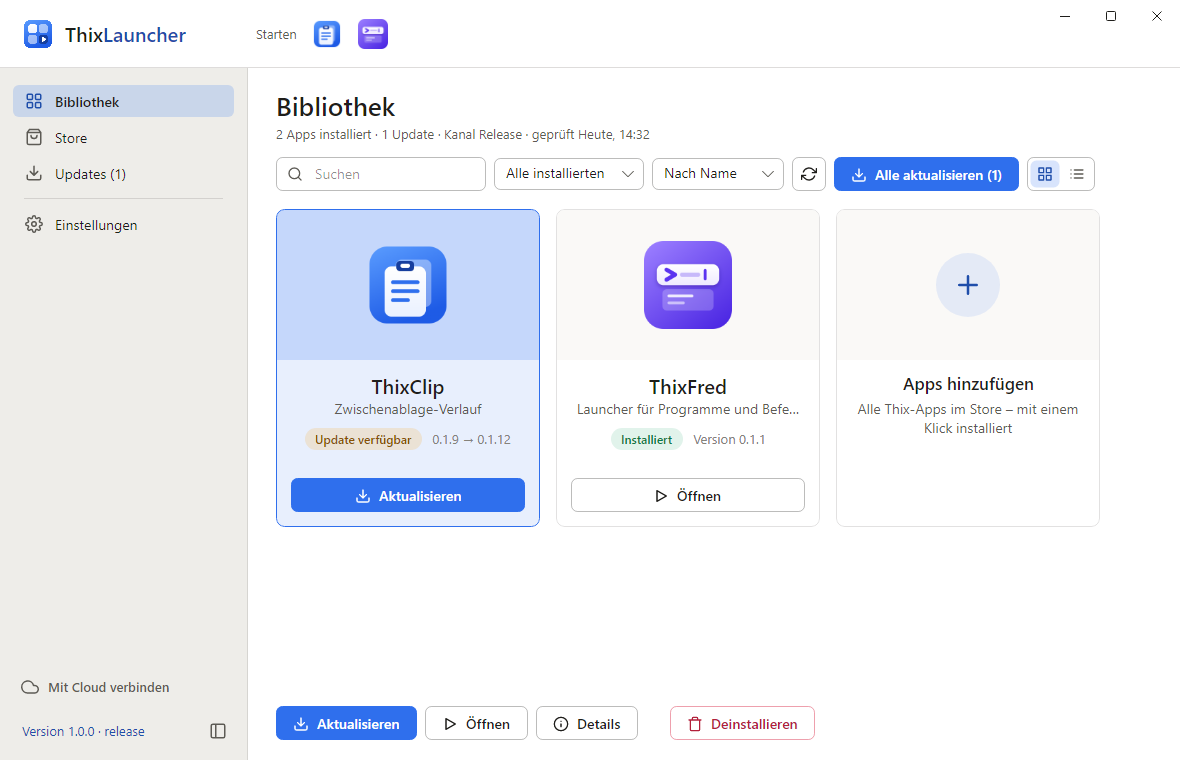 ThixLauncher
Starten
Bibliothek
Store
Updates (1)
Einstellungen
Mit Cloud verbinden
Version 1.0.0 · release
Bibliothek
2 Apps installiert · 1 Update · Kanal Release · geprüft Heute, 14:32
Suchen
Alle installierten
Nach Name
Alle aktualisieren (1)
ThixClip
Zwischenablage-Verlauf
Update verfügbar 0.1.9 → 0.1.12
Aktualisieren
ThixFred
Launcher für Programme und Befe...
Installiert Version 0.1.1
Öffnen
Apps hinzufügen
Alle Thix-Apps im Store – mit einem
Klick installiert
Aktualisieren
Öffnen
Details
Deinstallieren